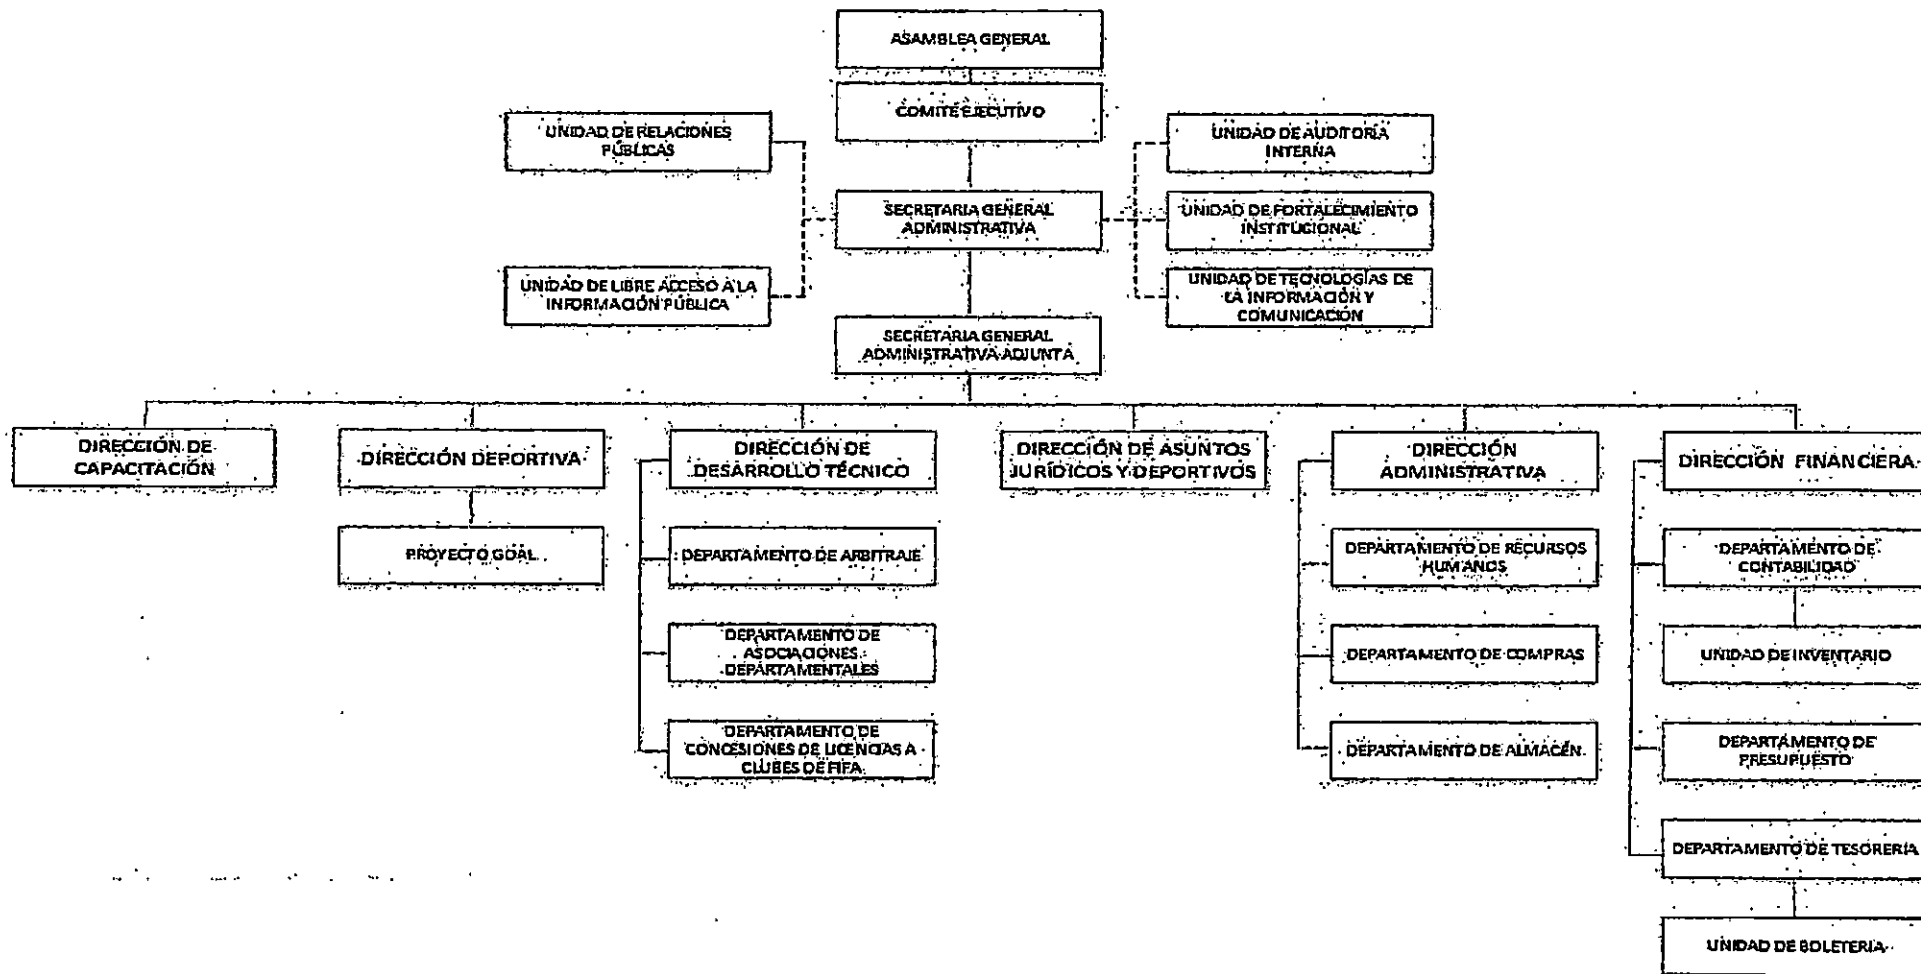 ASAMBLEA GENERAL
COMITÉ EJECUTIVO
UNIDAD DE RELACIONES
PÚBLICAS
UNIDAD DE AUDITORÍA
INTERNA
SECRETARIA GENERAL
ADMINISTRATIVA
UNIDAD DE FORTALECIMIENTO
INSTITUCIONAL
UNIDAD DE LIBRE ACCESO A LA
INFORMACIÓN PÚBLICA
UNIDAD DE TECNOLOGÍAS DE
LA INFORMACIÓN Y
COMUNICACIÓN
SECRETARIA GENERAL
ADMINISTRATIVA ADJUNTA
DIRECCIÓN DE
CAPACITACIÓN
DIRECCIÓN DEPORTIVA
DIRECCIÓN DE
DESARROLLO TÉCNICO
DIRECCIÓN DE ASUNTOS
JURÍDICOS Y DEPORTIVOS
DIRECCIÓN
ADMINISTRATIVA
DIRECCIÓN FINANCIERA
PROYECTO GOAL
DEPARTAMENTO DE ARBITRAJE
DEPARTAMENTO DE RECURSOS
HUMANOS
DEPARTAMENTO DE
CONTABILIDAD
DEPARTAMENTO DE
ASOCIACIONES
DEPARTAMENTALES
DEPARTAMENTO DE COMPRAS
UNIDAD DE INVENTARIO
DEPARTAMENTO DE
CONCESIONES DE LICENCIAS A
CLUBES DE FIFA
DEPARTAMENTO DE ALMACÉN
DEPARTAMENTO DE
PRESUPUESTO
DEPARTAMENTO DE TESORERÍA
UNIDAD DE BOLETERIA